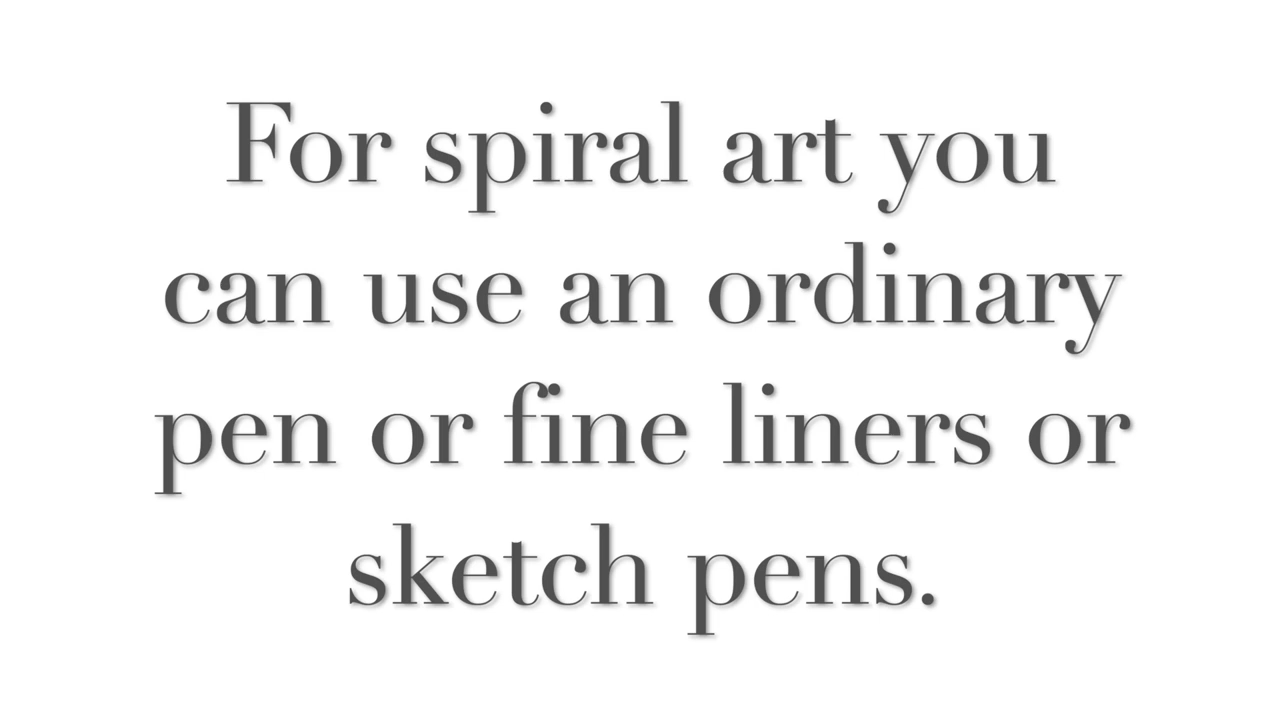 For spiral art you
can use an ordinary
pen or fine liners or
sketch pens.